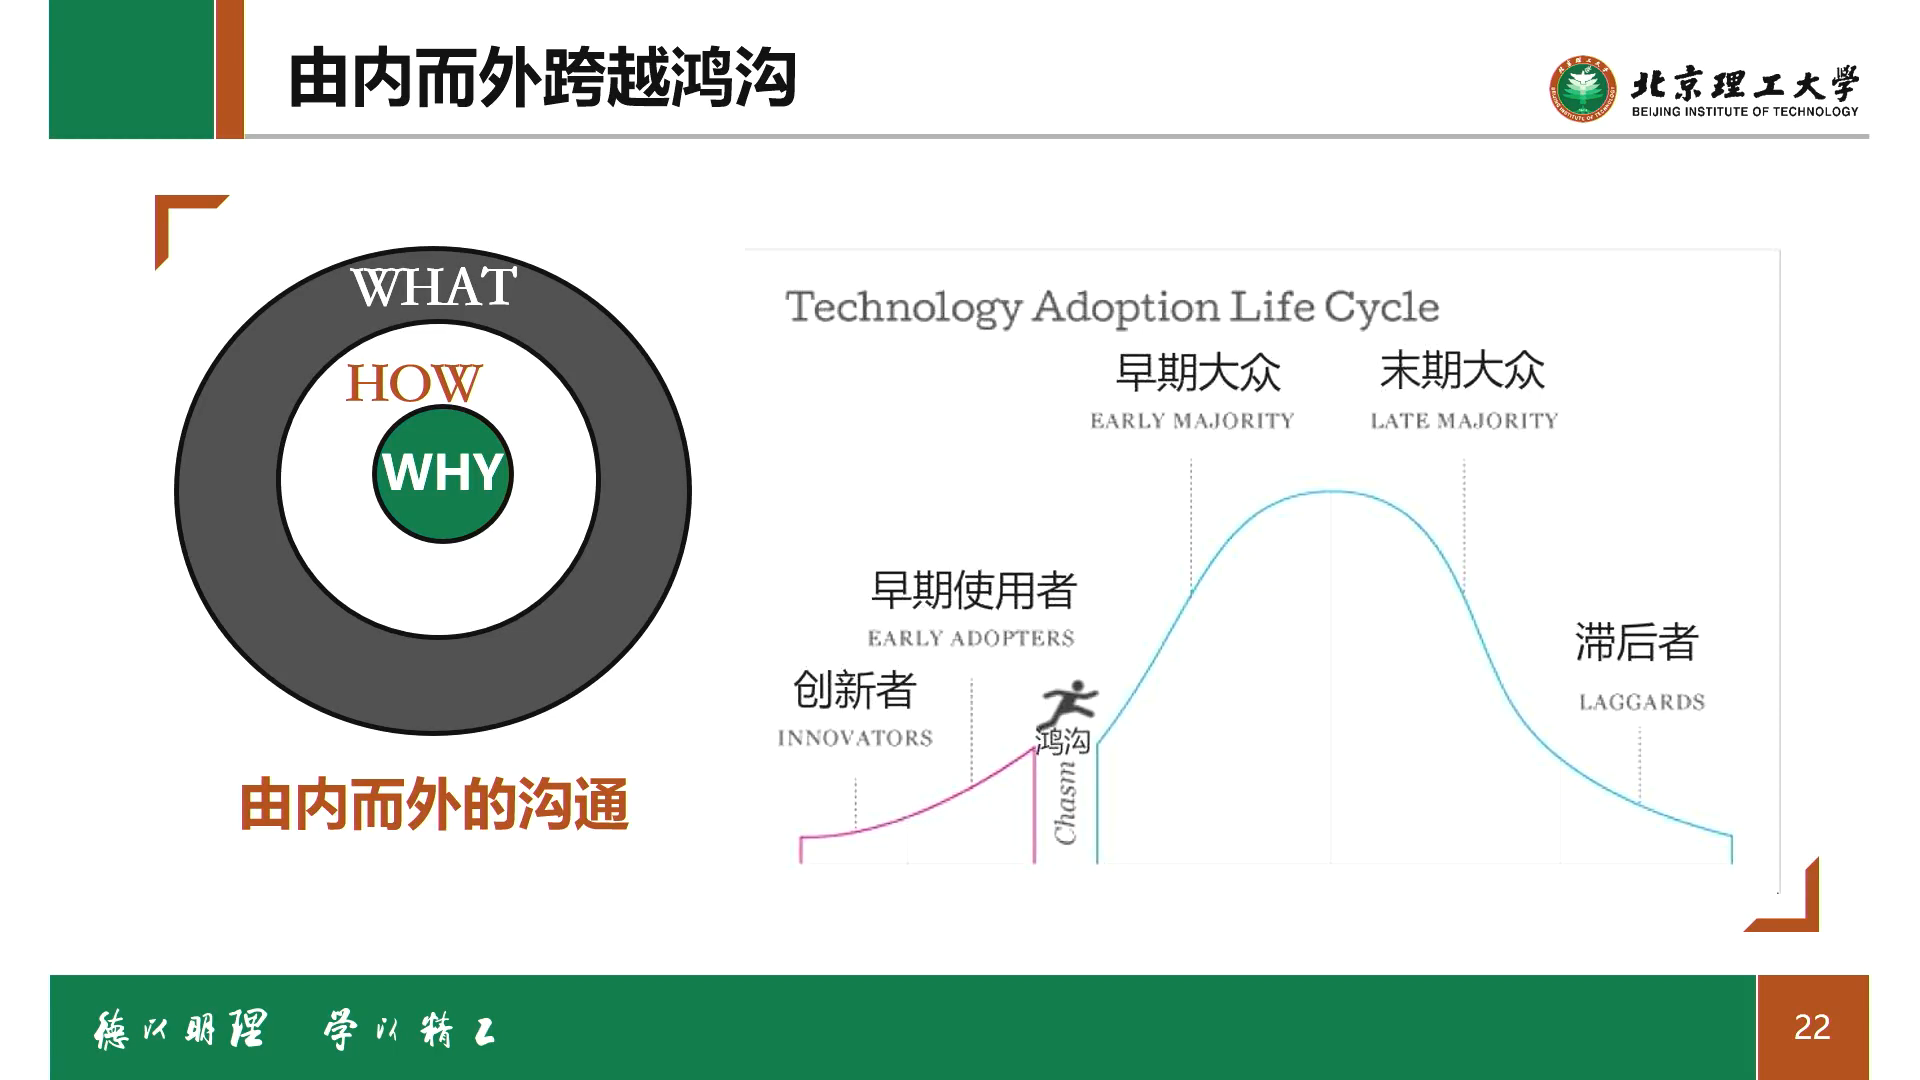 由内而外跨越鸿沟
北京理工大学
BEIJING INSTITUTE OF TECHNOLOGY
WHAT
HOW
WHY
由内而外的沟通
Technology Adoption Life Cycle
早期大众
EARLY MAJORITY
末期大众
LATE MAJORITY
早期使用者
EARLY ADOPTERS
创新者
INNOVATORS
鸿沟
Chasm
滞后者
LAGGARDS
德以明理 学以精工
22